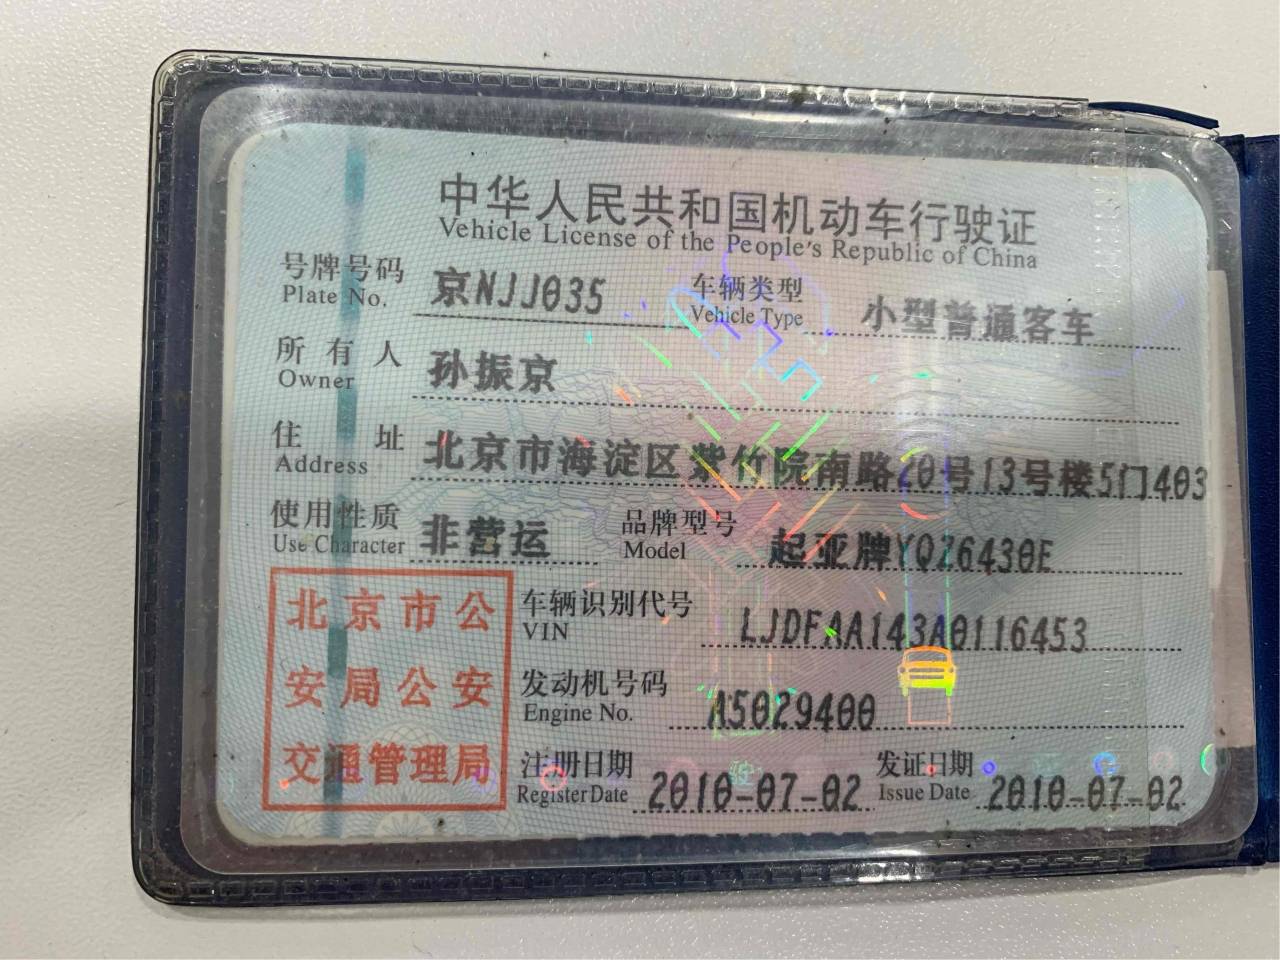 中华人民共和国机动车行驶证
Vehicle License of the People's Republic of China
号牌号码 京NJJ035 车辆类型 小型普通客车
Plate No. Vehicle Type
所有人 孙振京
Owner
住址 北京市海淀区紫竹院南路20号13号楼5门403
Address
使用性质 非营运 品牌型号 起亚牌YQZ6430E
Use Character Model
北京市公
安局公安
交通管理局
车辆识别代号 LJDFAA143A0116453
VIN
发动机号码 A5029400
Engine No.
注册日期 2010-07-02 发证日期 2010-07-02
Register Date Issue Date